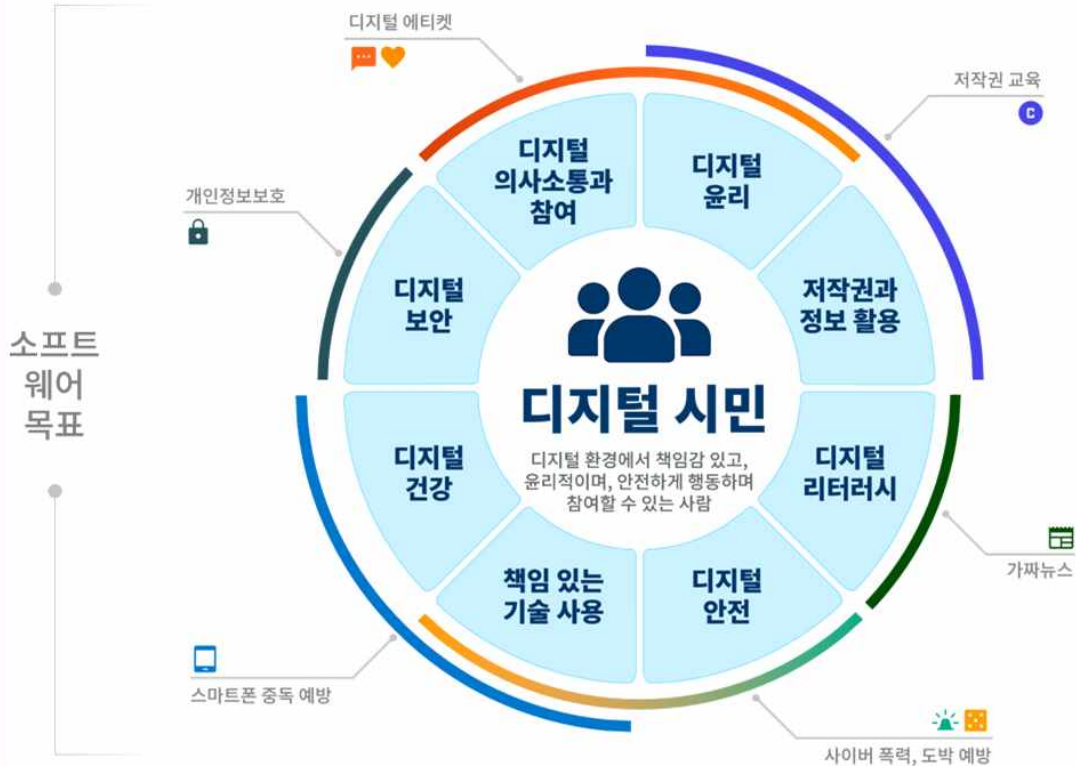 디지털 에티켓
저작권 교육
C
개인정보보호
디지털
의사소통과
참여
디지털
윤리
디지털
보안
저작권과
정보 활용
소프트
웨어
목표
디지털 시민
디지털 환경에서 책임감 있고,
윤리적이며, 안전하게 행동하며
참여할 수 있는 사람
디지털
건강
디지털
리터러시
책임 있는
기술 사용
디지털
안전
가짜뉴스
스마트폰 중독 예방
사이버 폭력, 도박 예방